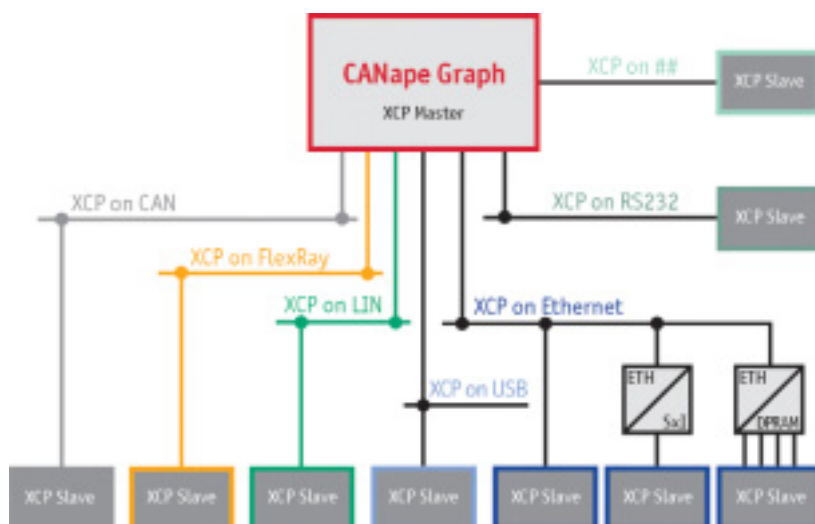 CANape Graph
XCP Master
XCP on ##
XCP Slave
XCP on CAN
XCP on RS232
XCP Slave
XCP on FlexRay
XCP on LIN
XCP on Ethernet
ETH
SxI
ETH
DPRAM
XCP on USB
XCP Slave
XCP Slave
XCP Slave
XCP Slave
XCP Slave
XCP Slave
XCP Slave